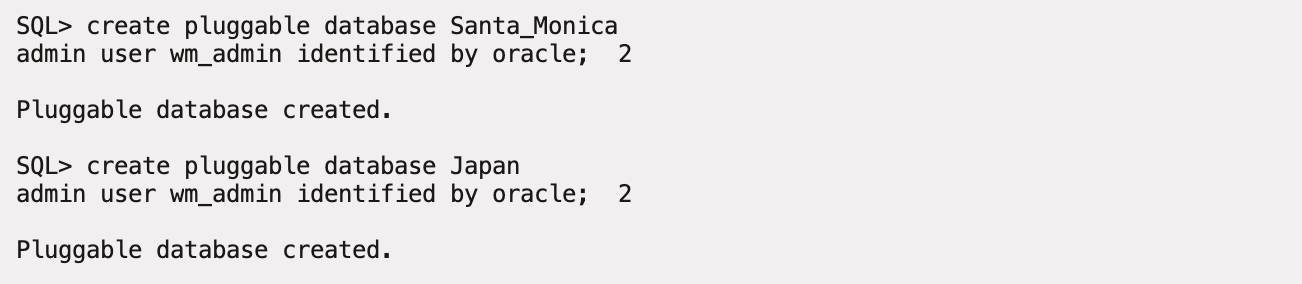 SQL> create pluggable database Santa_Monica
admin user wm_admin identified by oracle;  2
Pluggable database created.
SQL> create pluggable database Japan
admin user wm_admin identified by oracle;  2
Pluggable database created.